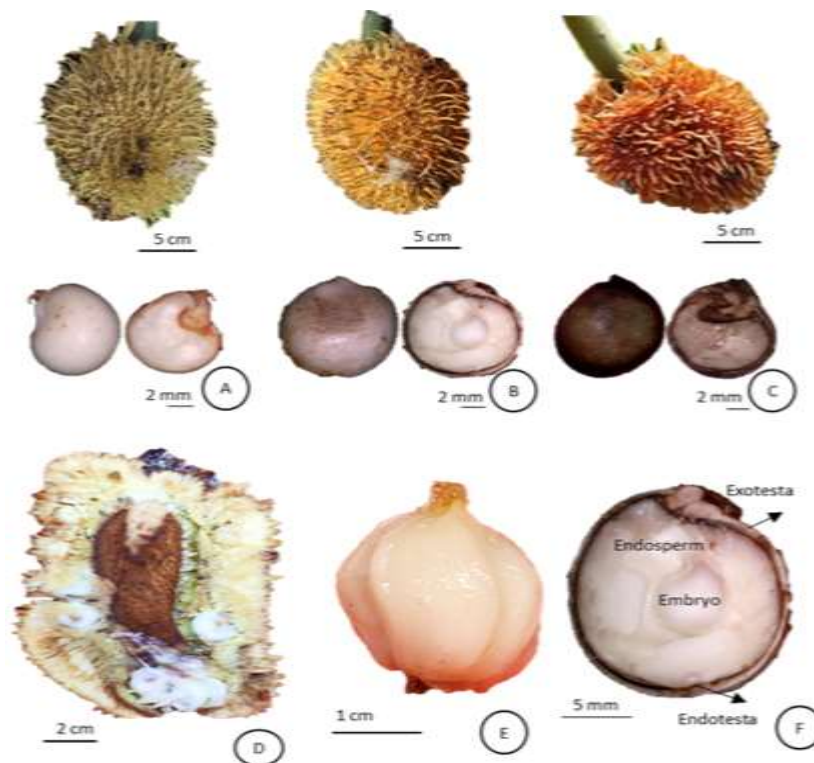 5 cm
5 cm
5 cm
2 mm
A
2 mm
B
2 mm
C
Exotesta
Endosperm
Embryo
2 cm
D
1 cm
E
5 mm
Endotesta
F